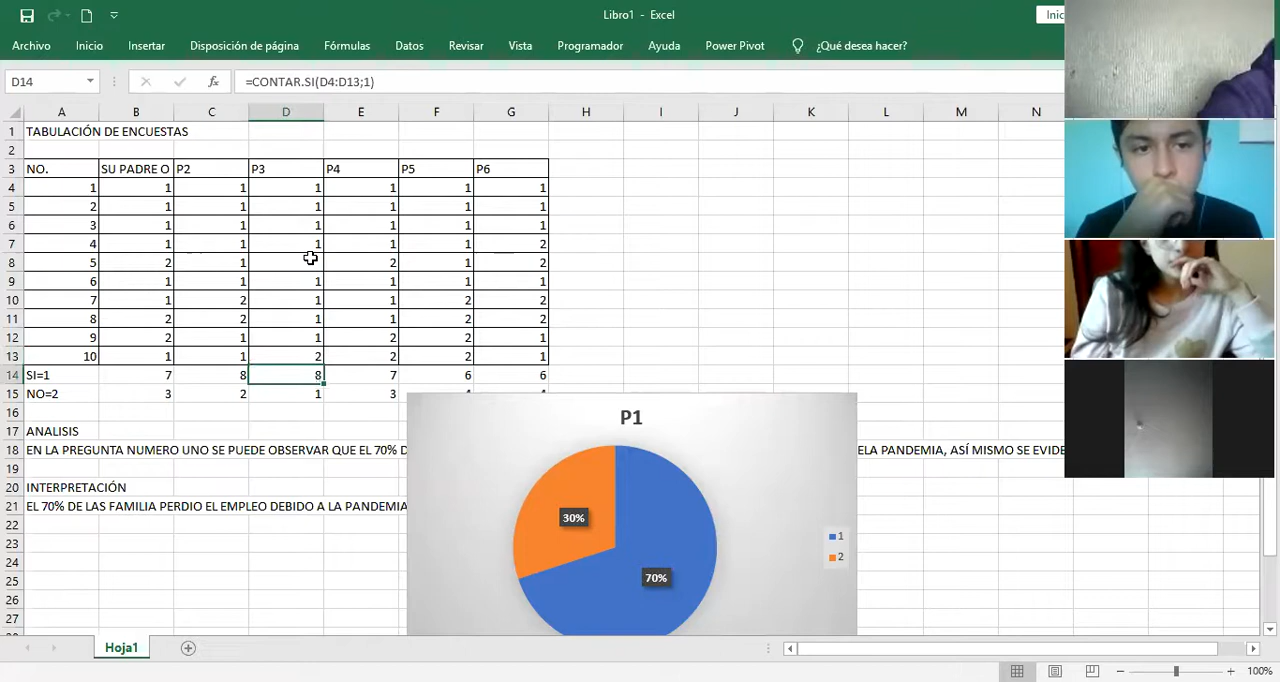 Libro1 - Excel
Inic
Archivo Inicio Insertar Disposición de página Fórmulas Datos Revisar Vista Programador Ayuda Power Pivot ¿Qué desea hacer?
D14 fx =CONTAR.SI(D4:D13;1)
A B C D E F G H I J K L M N
1 TABULACIÓN DE ENCUESTAS
2
3 NO. SU PADRE O P2 P3 P4 P5 P6
4 1 1 1 1 1 1 1
5 2 1 1 1 1 1 1
6 3 1 1 1 1 1 1
7 4 1 1 1 1 1 2
8 5 2 1 2 1 2
9 6 1 1 1 1 1 1
10 7 1 2 1 1 2 2
11 8 2 2 1 1 2 2
12 9 2 1 1 2 2 2
13 10 1 1 2 2 2 1
14 SI=1 7 8 8 7 6 6
15 NO=2 3 2 1 3
16
17 ANALISIS
18 EN LA PREGUNTA NUMERO UNO SE PUEDE OBSERVAR QUE EL 70% D ELA PANDEMIA, ASÍ MISMO SE EVIDE
19
20 INTERPRETACIÓN
21 EL 70% DE LAS FAMILIA PERDIO EL EMPLEO DEBIDO A LA PANDEMIA
22
23
24
25
26
27
P1
30%
70%
1
2
Hoja1
100%